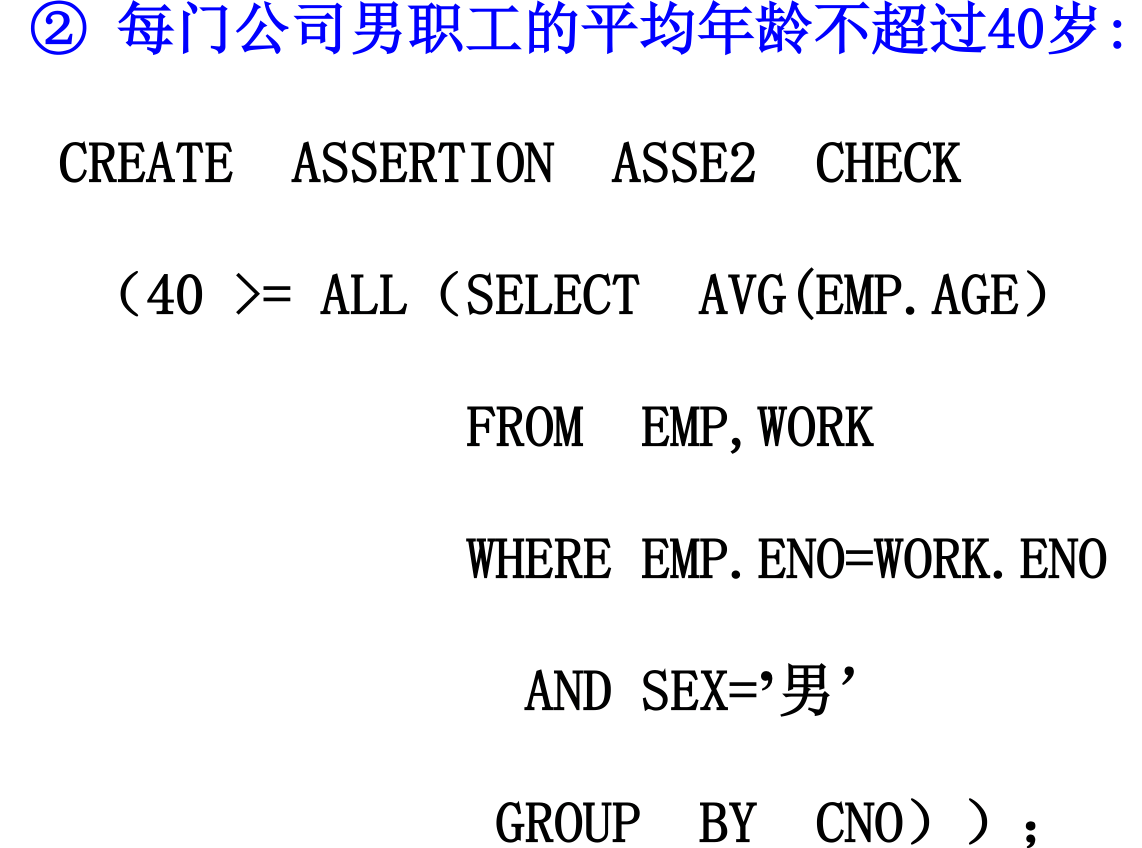 ② 每门公司男职工的平均年龄不超过40岁:
CREATE ASSERTION ASSE2 CHECK
（40 >= ALL（SELECT AVG(EMP.AGE）
FROM EMP,WORK
WHERE EMP.ENO=WORK.ENO
AND SEX=’男’
GROUP BY CNO））；